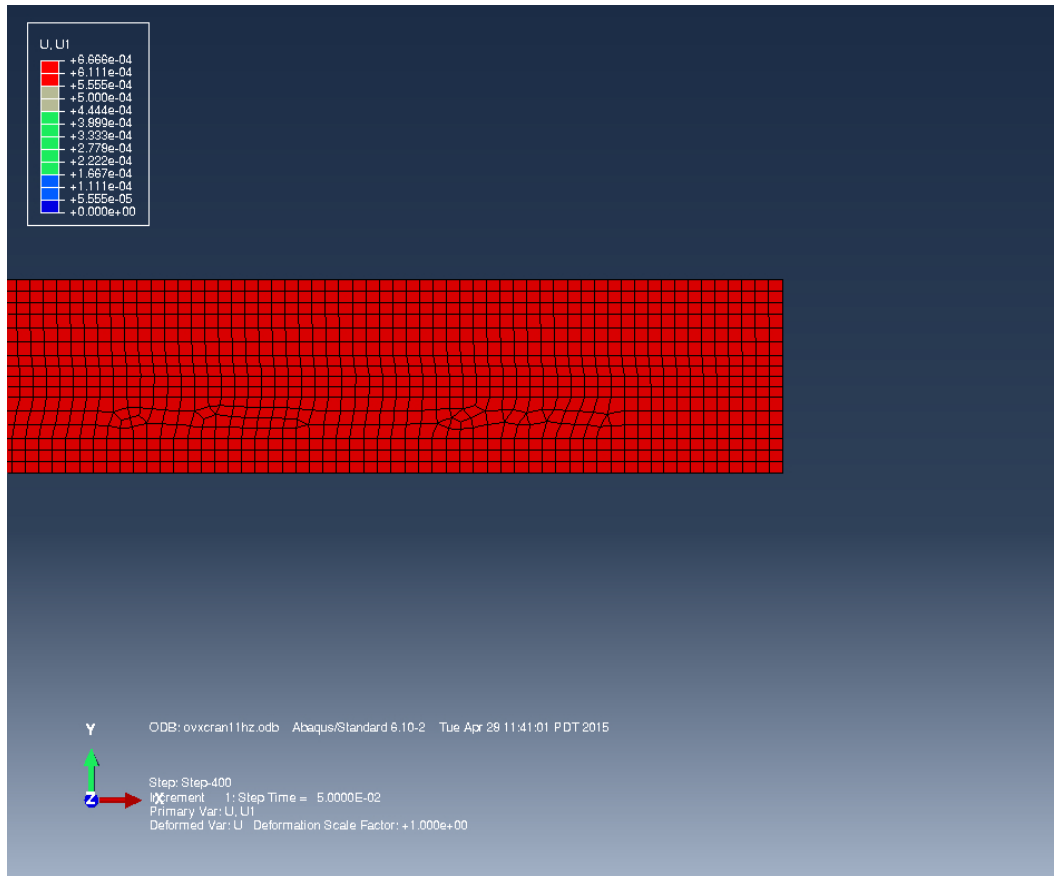 U, U1
+6.666e-04
+6.111e-04
+5.555e-04
+5.000e-04
+4.444e-04
+3.889e-04
+3.333e-04
+2.778e-04
+2.222e-04
+1.667e-04
+1.111e-04
+5.555e-05
+0.000e+00
Y
Z
X
ODB: ovxcran11hz.odb Abaqus/Standard 6.10-2 Tue Apr 29 11:41:01 PDT 2015
Step: Step-400
Increment 1: Step Time = 5.0000E-02
Primary Var: U, U1
Deformed Var: U Deformation Scale Factor: +1.000e+00